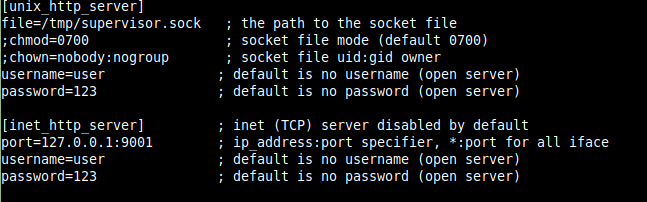 [unix_http_server]
file=/tmp/supervisor.sock   ; the path to the socket file
;chmod=0700                 ; socket file mode (default 0700)
;chown=nobody:nogroup       ; socket file uid:gid owner
username=user              ; default is no username (open server)
password=123               ; default is no password (open server)

[inet_http_server]         ; inet (TCP) server disabled by default
port=127.0.0.1:9001        ; ip_address:port specifier, *:port for all iface
username=user              ; default is no username (open server)
password=123               ; default is no password (open server)